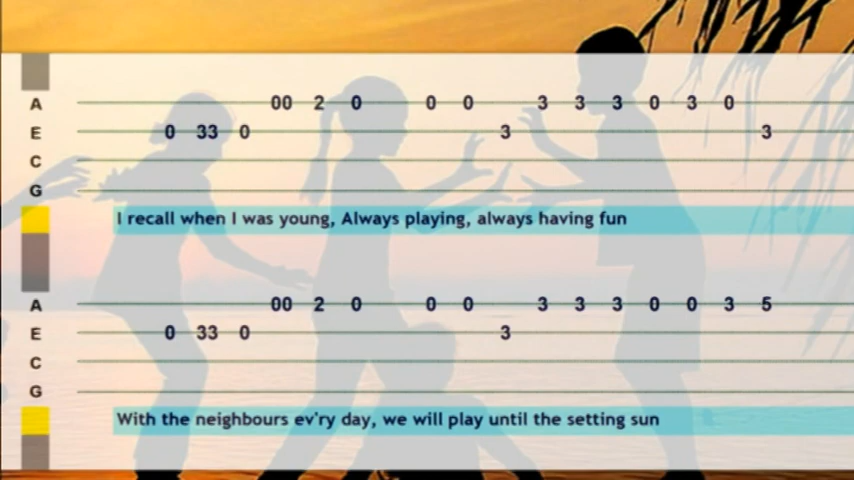 A 00 2 0 0 0 3 3 3 0 3 0
E 0 33 0 3 3
C
G
I recall when I was young, Always playing, always having fun
A 00 2 0 0 0 3 3 3 0 0 3 5
E 0 33 0 3
C
G
With the neighbours ev'ry day, we will play until the setting sun